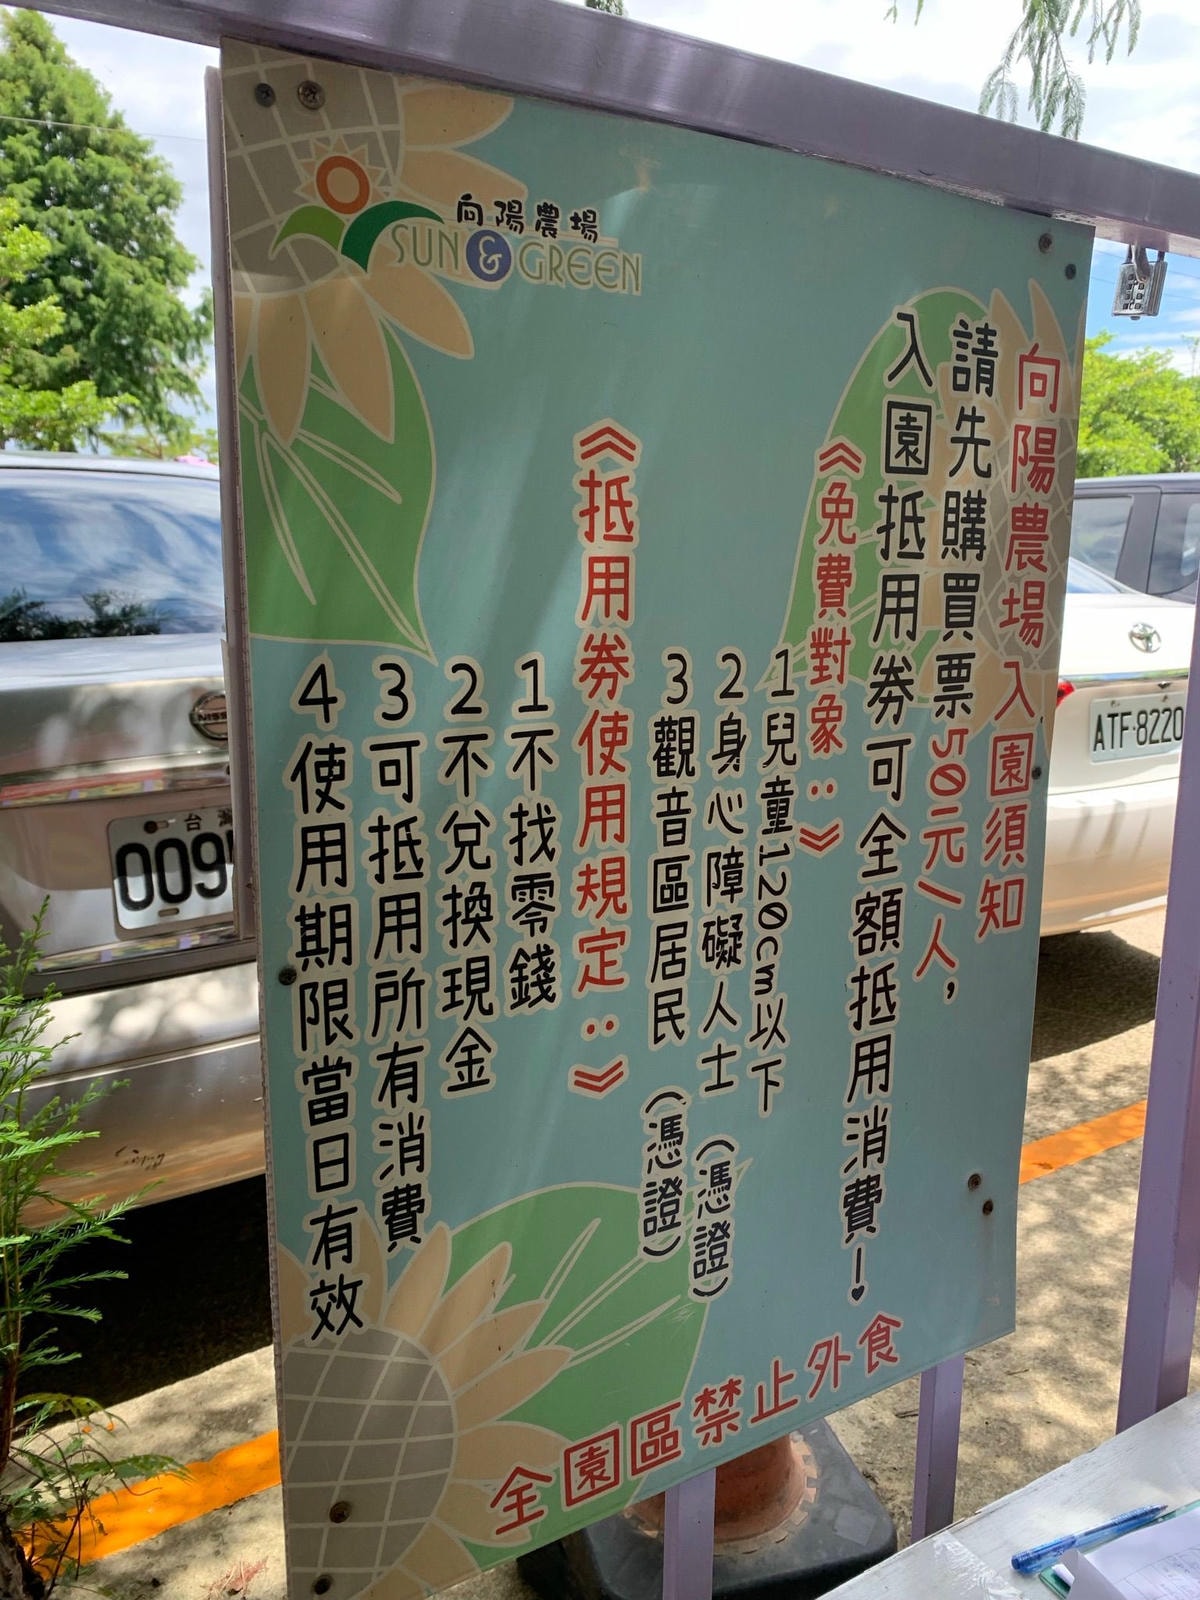 向陽農場
SUN & GREEN
向陽農場入園須知
請先購買票50元/人,
入園抵用券可全額抵用消費!
《免費對象:》
1兒童120cm以下
2身心障礙人士(憑證)
3觀音區居民(憑證)
《抵用券使用規定:》
1不找零錢
2不兌換現金
3可抵用所有消費
4使用期限當日有效
全園區禁止外食
ATF-8220
台灣
009
NISS